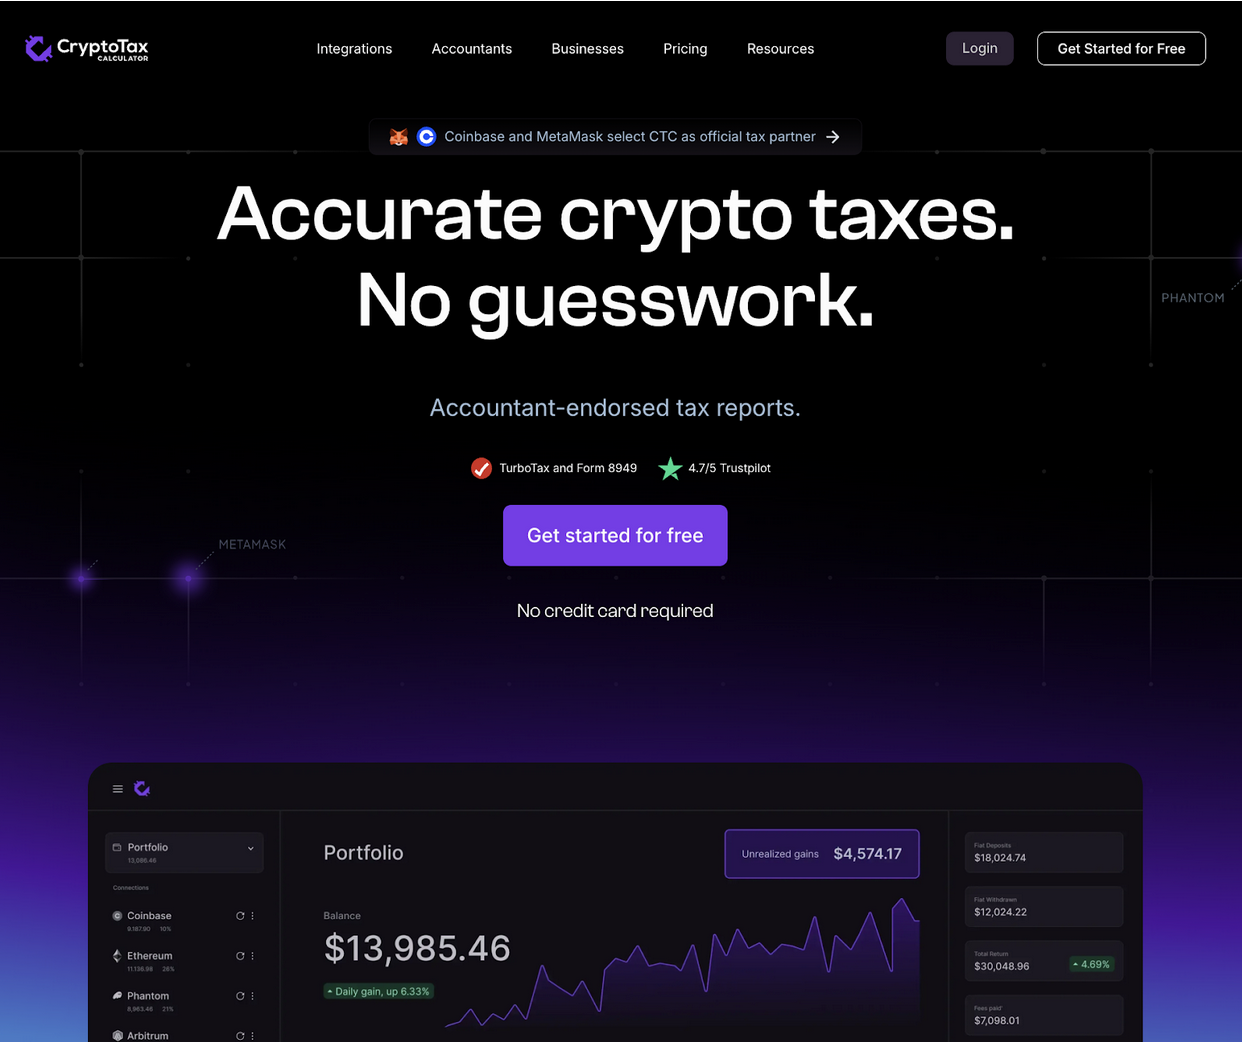 CryptoTax
CALCULATOR
Integrations
Accountants
Businesses
Pricing
Resources
Login
Get Started for Free
Coinbase and MetaMask select CTC as official tax partner →
Accurate crypto taxes.
No guesswork.
PHANTOM
Accountant-endorsed tax reports.
TurboTax and Form 8949
4.7/5 Trustpilot
Get started for free
METAMASK
No credit card required
Portfolio
13,086.46
Connections
Coinbase
9.187.90 10%
Ethereum
11.136.98 26%
Phantom
8,963.46 21%
Arbitrum
Portfolio
Unrealized gains $4,574.17
Balance
$13,985.46
Daily gain, up 6.33%
Fiat Deposits
$18,024.74
Fiat Withdrawn
$12,024.22
Total Return
$30,048.96
4.69%
Fees paid
$7,098.01